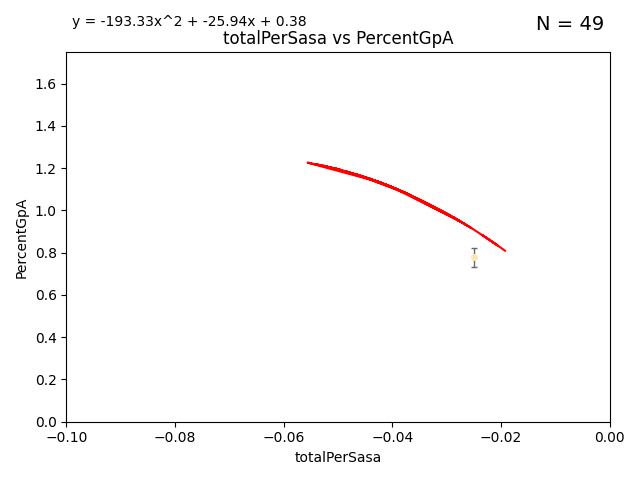 y = -193.33x^2 + -25.94x + 0.38
N = 49
totalPerSasa vs PercentGpA
1.6
1.4
1.2
1.0
0.8
0.6
0.4
0.2
0.0
PercentGpA
−0.10 −0.08 −0.06 −0.04 −0.02 0.00
totalPerSasa